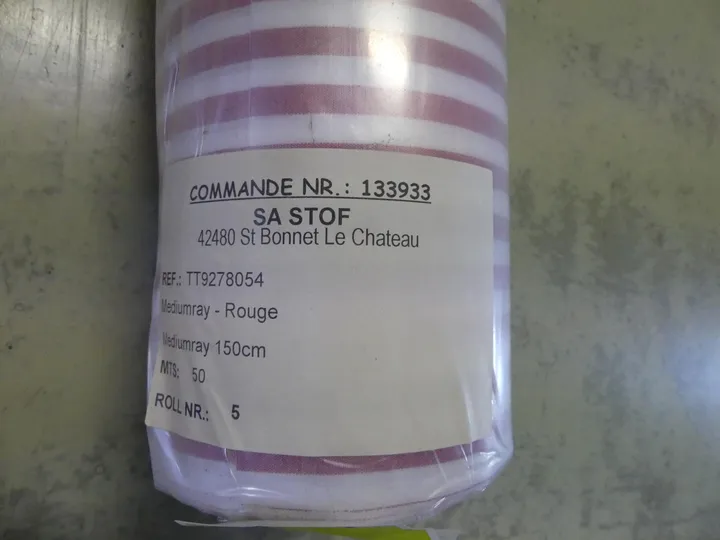 COMMANDE NR.: 133933
SA STOF
42480 St Bonnet Le Chateau
REF.: TT9278054
Mediumray - Rouge
Mediumray 150cm
MTS: 50
ROLL NR.: 5